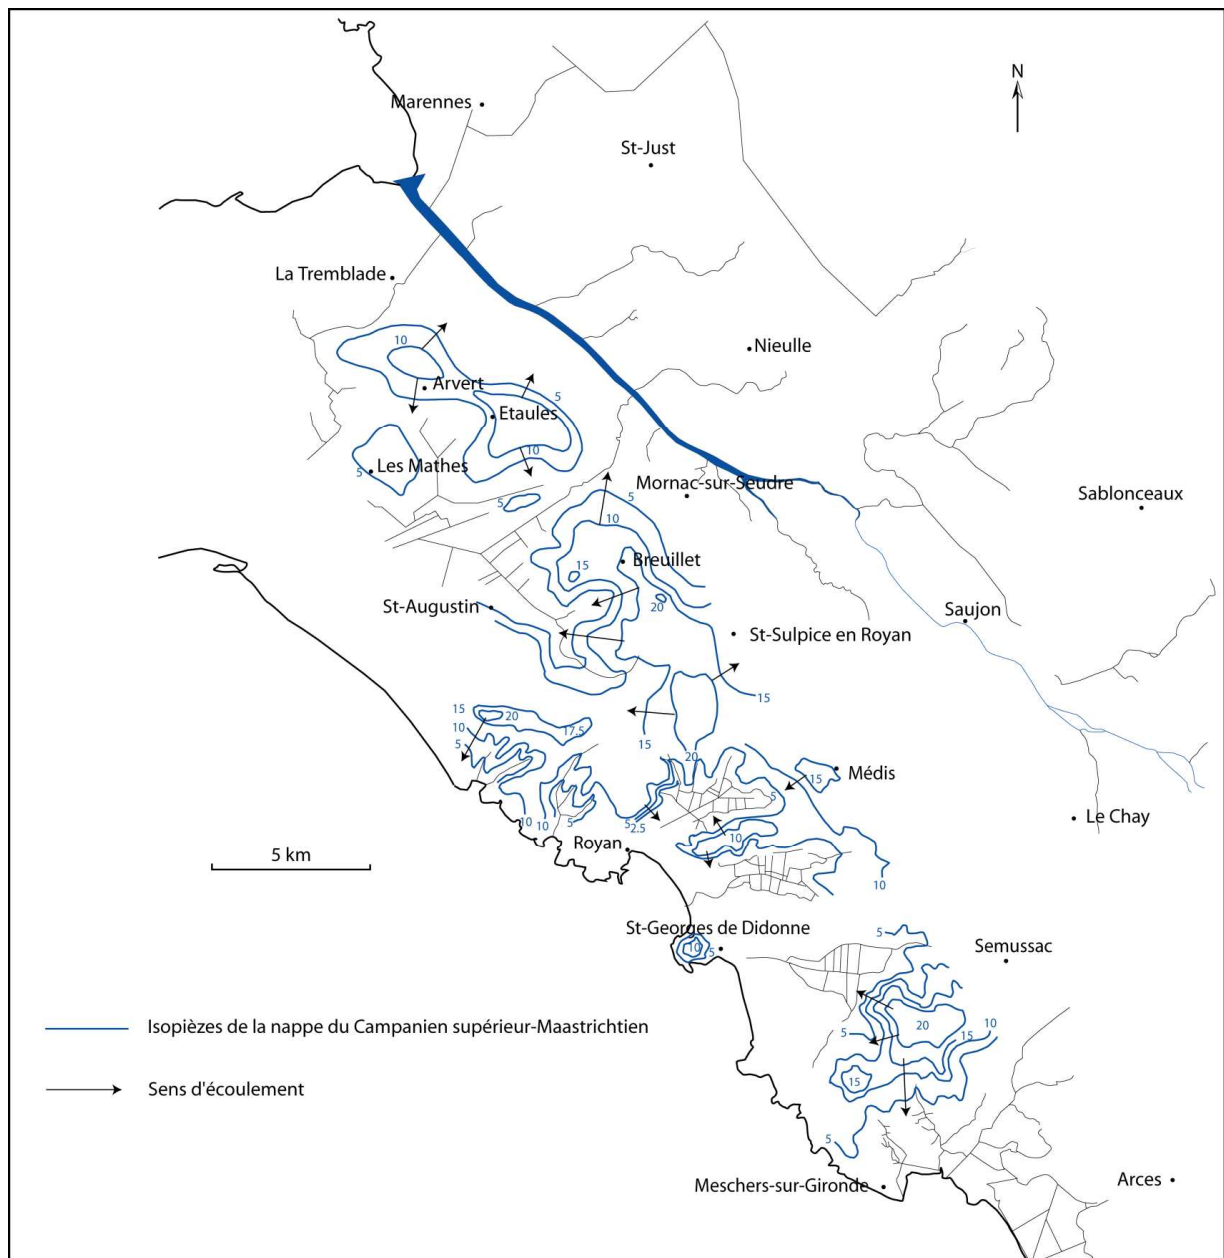 N
Marennes
St-Just
La Tremblade
10
Nieulle
Arvert
5
Etaules
10
Les Mathes
5
Mornac-sur-Seudre
Sablonceaux
5
5
10
Breuillet
15
20
St-Augustin
Saujon
St-Sulpice en Royan
15
15
20
10
17.5
5
15
20
Médis
15
5
Le Chay
10
10
5
5
2.5
10
Royan
5 km
10
St-Georges de Didonne
10
5
5
Semussac
20
10
15
5
15
Isopièzes de la nappe du Campanien supérieur-Maastrichtien
Sens d'écoulement
5
Meschers-sur-Gironde
Arces